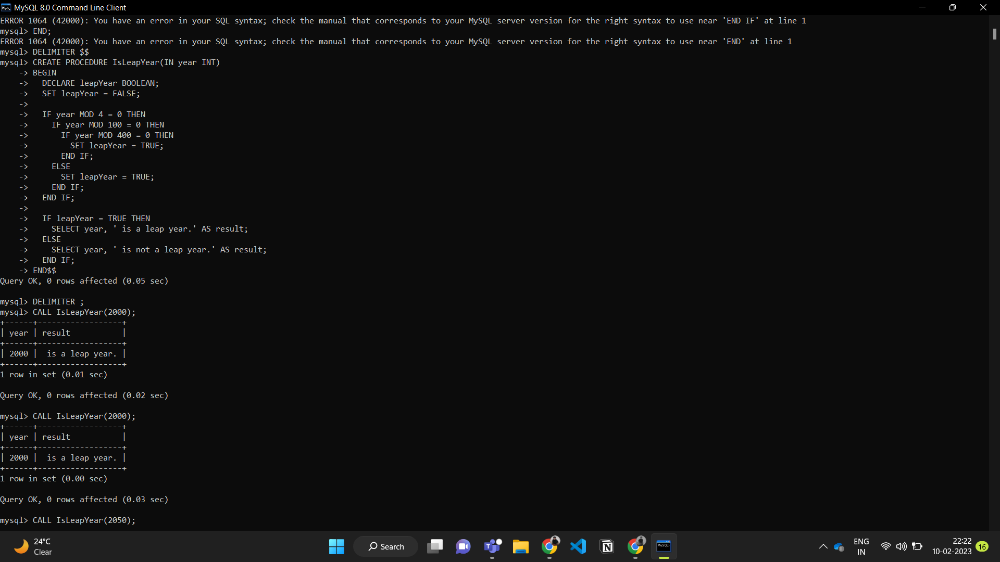 MySQL 8.0 Command Line Client
ERROR 1064 (42000): You have an error in your SQL syntax; check the manual that corresponds to your MySQL server version for the right syntax to use near 'END IF' at line 1
mysql> END;
ERROR 1064 (42000): You have an error in your SQL syntax; check the manual that corresponds to your MySQL server version for the right syntax to use near 'END' at line 1
mysql> DELIMITER $$
mysql> CREATE PROCEDURE IsLeapYear(IN year INT)
    -> BEGIN
    ->   DECLARE leapYear BOOLEAN;
    ->   SET leapYear = FALSE;
    ->
    ->   IF year MOD 4 = 0 THEN
    ->     IF year MOD 100 = 0 THEN
    ->       IF year MOD 400 = 0 THEN
    ->         SET leapYear = TRUE;
    ->       END IF;
    ->     ELSE
    ->       SET leapYear = TRUE;
    ->     END IF;
    ->   END IF;
    ->
    ->   IF leapYear = TRUE THEN
    ->     SELECT year, ' is a leap year.' AS result;
    ->   ELSE
    ->     SELECT year, ' is not a leap year.' AS result;
    ->   END IF;
    -> END$$
Query OK, 0 rows affected (0.05 sec)

mysql> DELIMITER ;
mysql> CALL IsLeapYear(2000);
+------+------------------+
| year | result           |
+------+------------------+
| 2000 |  is a leap year. |
+------+------------------+
1 row in set (0.01 sec)

Query OK, 0 rows affected (0.02 sec)

mysql> CALL IsLeapYear(2000);
+------+------------------+
| year | result           |
+------+------------------+
| 2000 |  is a leap year. |
+------+------------------+
1 row in set (0.00 sec)

Query OK, 0 rows affected (0.03 sec)

mysql> CALL IsLeapYear(2050);
24°C
Clear
Search
ENG
IN
22:22
10-02-2023
16